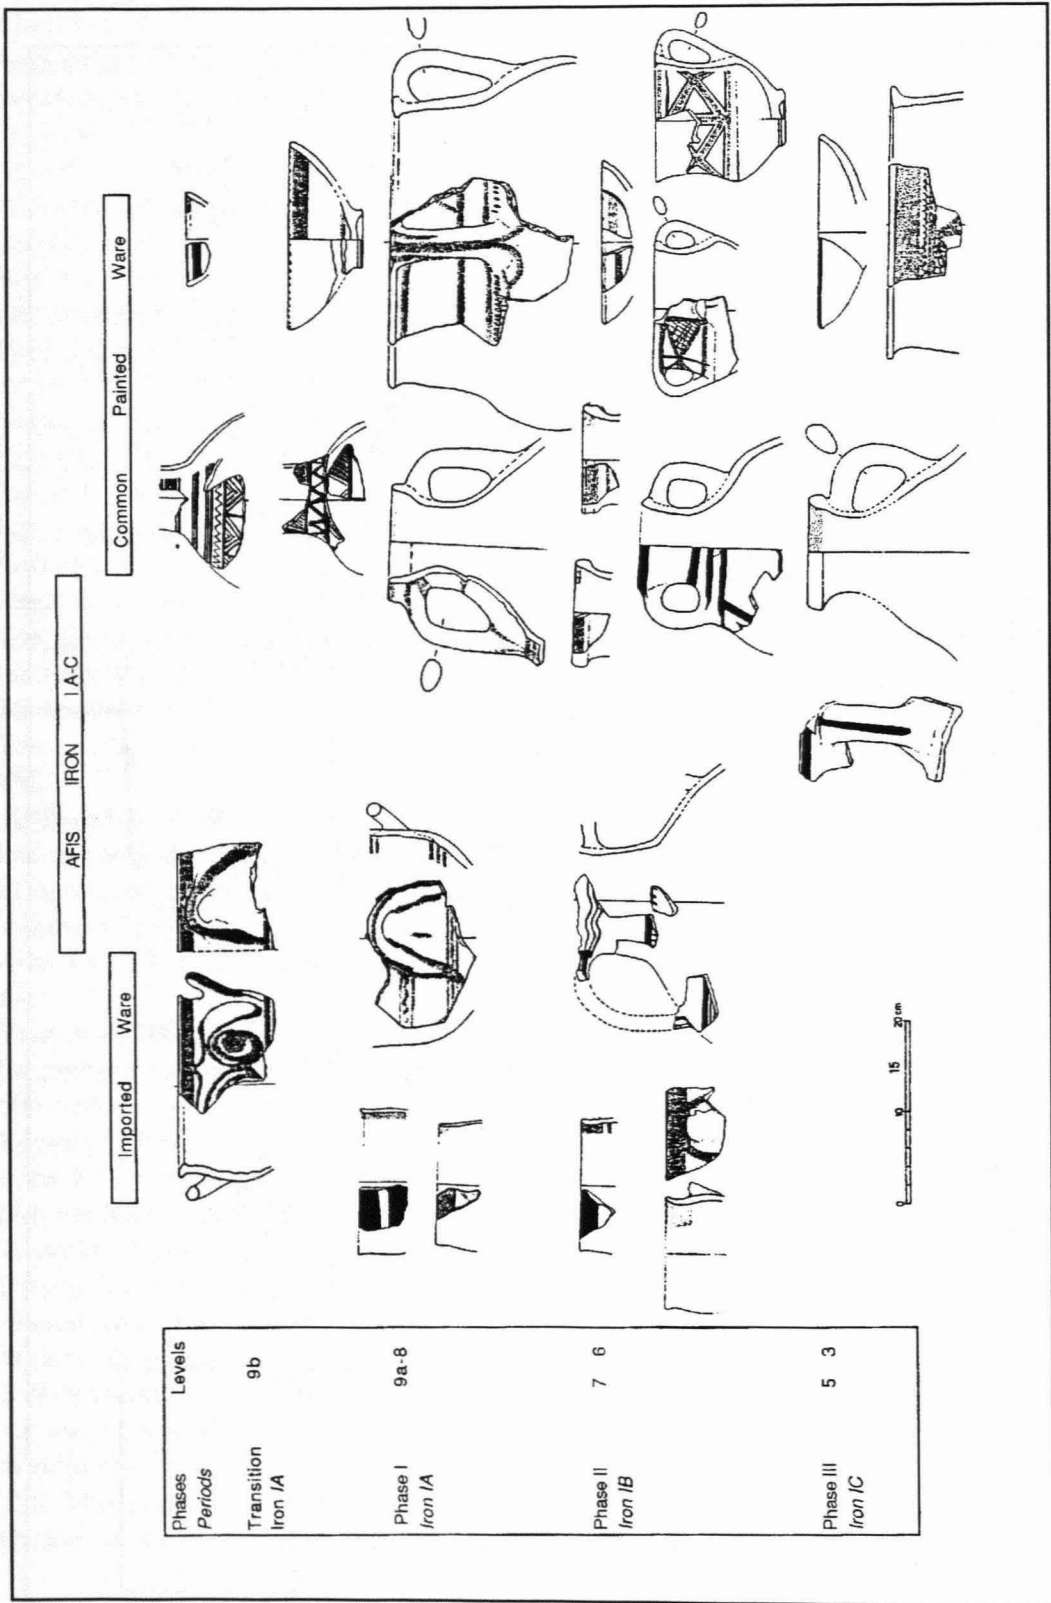 AFIS IRON I A-C
Imported Ware
Common Painted Ware
Phases Levels
Periods
Transition 9b
Iron IA
Phase I 9a-8
Iron IA
Phase II 7 6
Iron IB
Phase III 5 3
Iron IC
0 10 15 20 cm